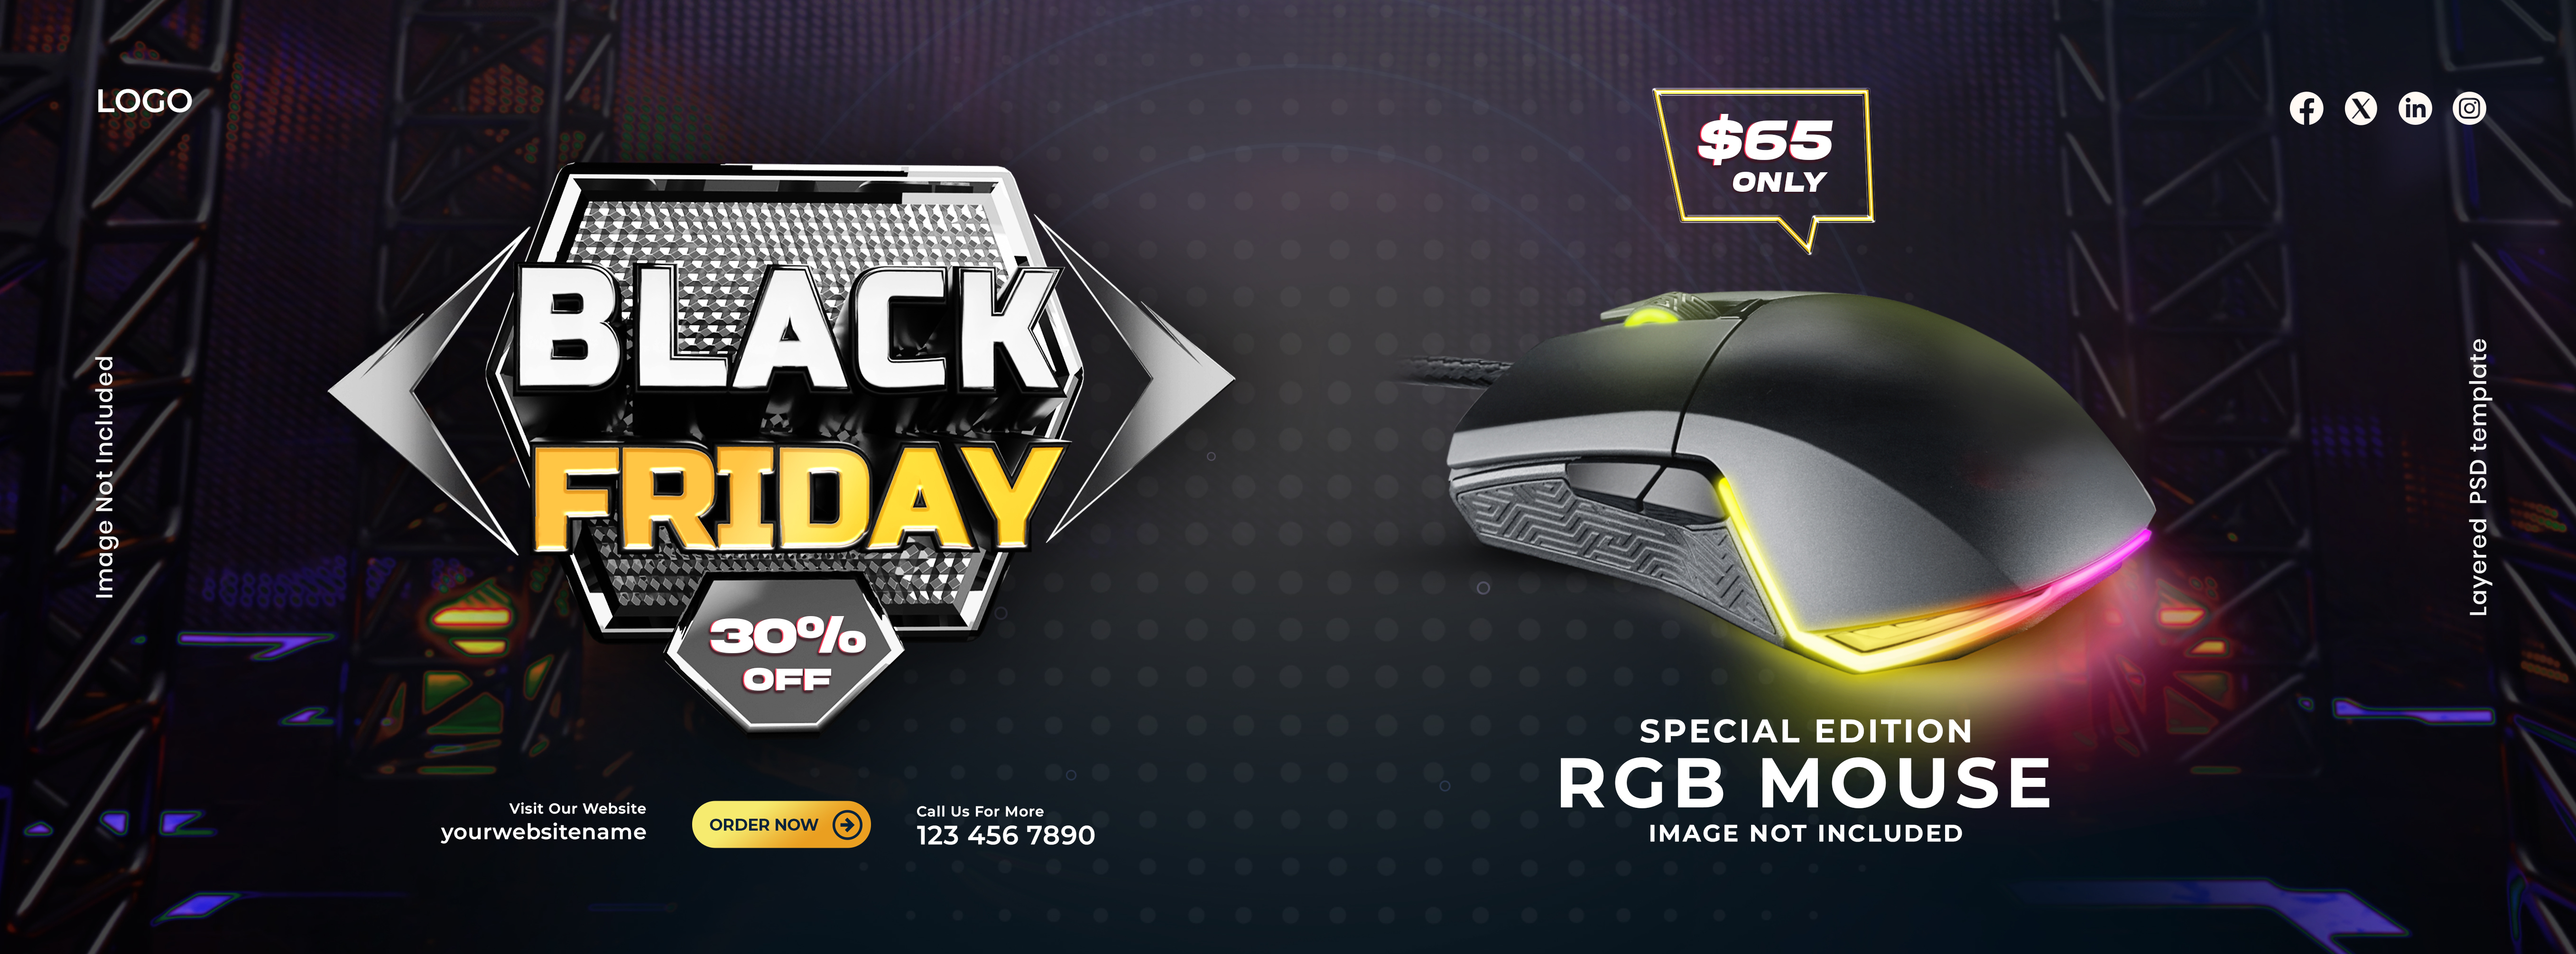 LOGO
Image Not Included
BLACK
FRIDAY
30%
OFF
Visit Our Website
yourwebsitename
ORDER NOW
Call Us For More
123 456 7890
$65
ONLY
SPECIAL EDITION
RGB MOUSE
IMAGE NOT INCLUDED
Layered PSD template